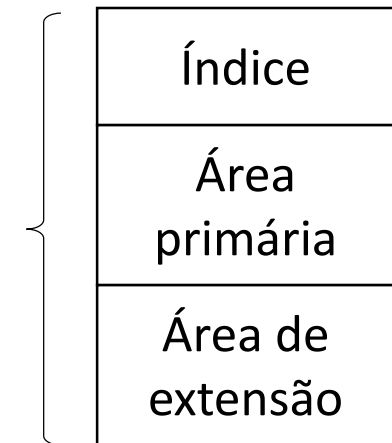 Índice
Área
primária
Área de
extensão